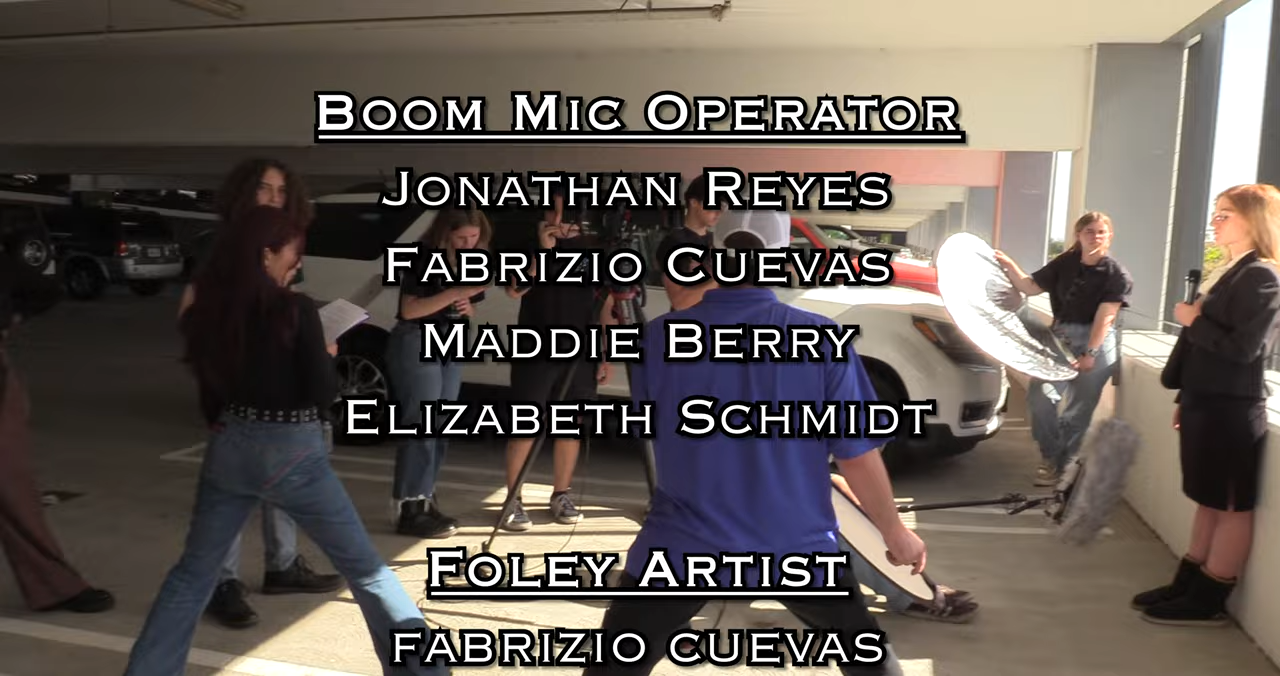 Boom Mic Operator
Jonathan Reyes
Fabrizio Cuevas
Maddie Berry
Elizabeth Schmidt
Foley Artist
fabrizio cuevas